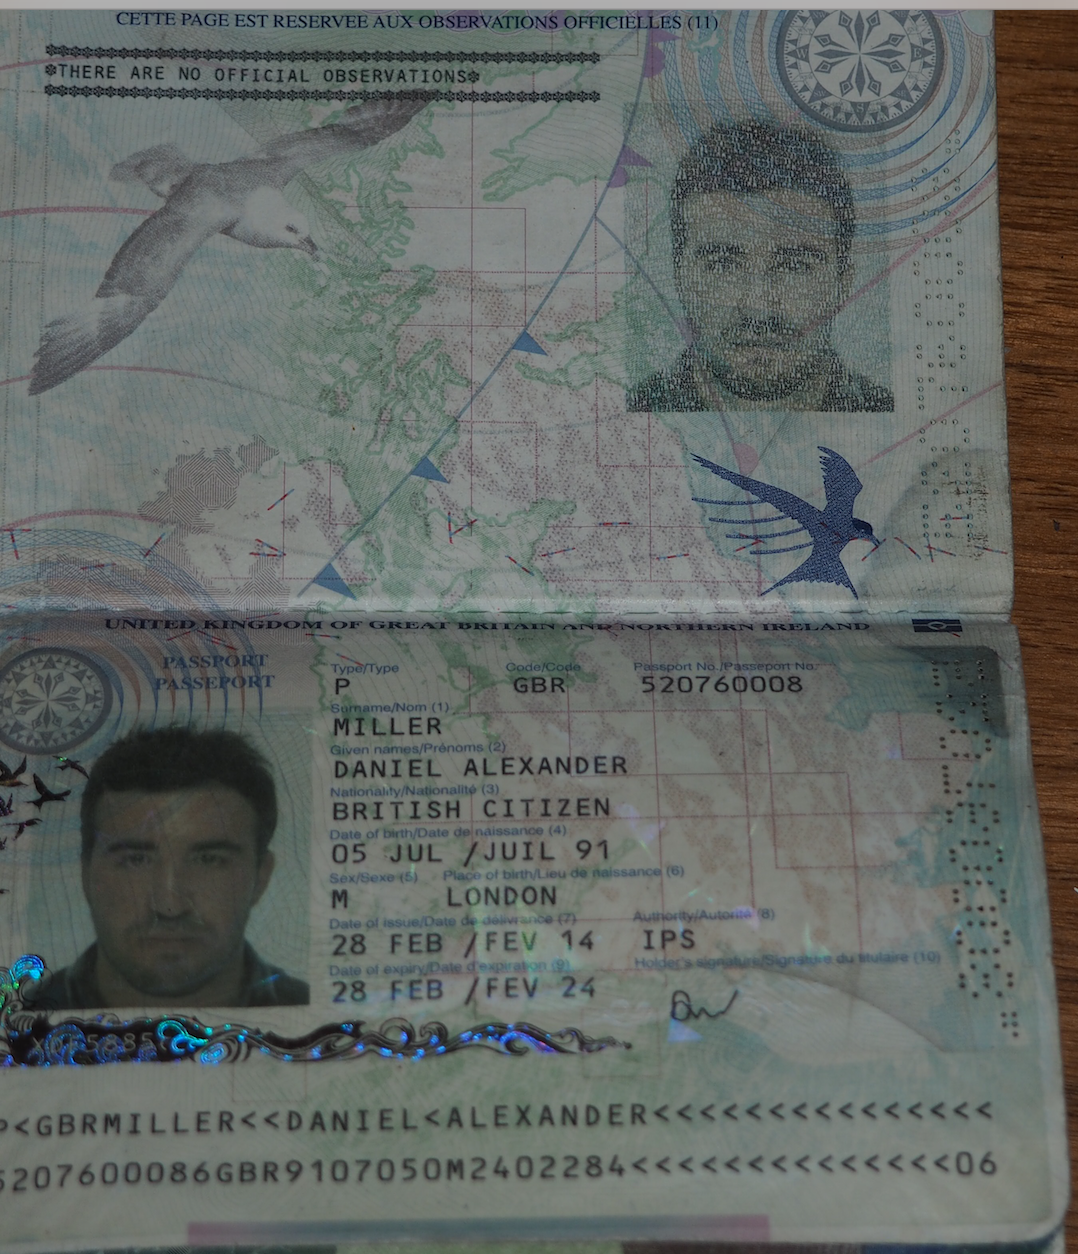 CETTE PAGE EST RESERVEE AUX OBSERVATIONS OFFICIELLES (11)
*THERE ARE NO OFFICIAL OBSERVATIONS*
UNITED KINGDOM OF GREAT BRITAIN AND NORTHERN IRELAND
PASSPORT
PASSEPORT
Type/Type Code/Code Passport No./Passeport No.
P GBR 520760008
Surname/Nom (1)
MILLER
Given names/Prénoms (2)
DANIEL ALEXANDER
Nationality/Nationalité (3)
BRITISH CITIZEN
Date of birth/Date de naissance (4)
05 JUL /JUIL 91
Sex/Sexe (5) Place of birth/Lieu de naissance (6)
M LONDON
Date of issue/Date de délivrance (7) Authority/Autorité (8)
28 FEB /FEV 14 IPS
Date of expiry/Date d'expiration (9) Holder's signature/Signature du titulaire (10)
28 FEB /FEV 24
P<GBRMILLER<<DANIEL<ALEXANDER<<<<<<<<<<<<<<<
5207600086GBR9107050M2402284<<<<<<<<<<<<<<06